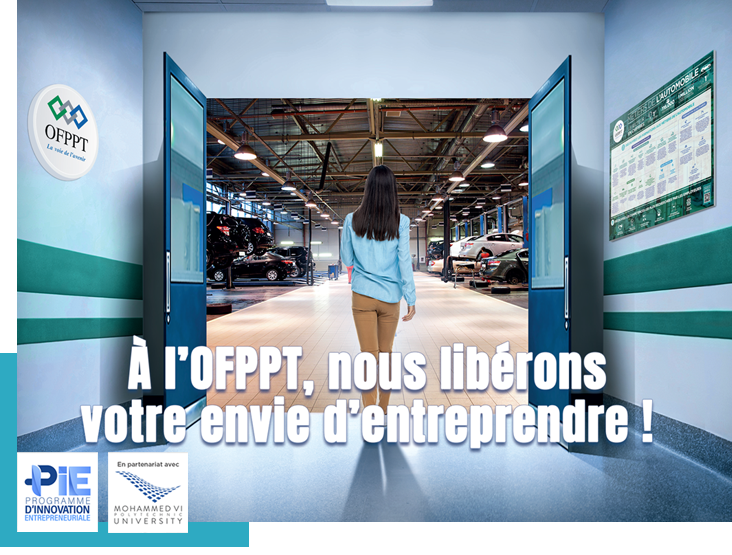 OFPPT
La voie de l'avenir
DE L'AUTOMOBILE
À l'OFPPT, nous libérons
votre envie d'entreprendre !
PiE
PROGRAMME
D'INNOVATION
ENTREPRENEURIALE
En partenariat avec
MOHAMMED VI
POLYTECHNIC
UNIVERSITY